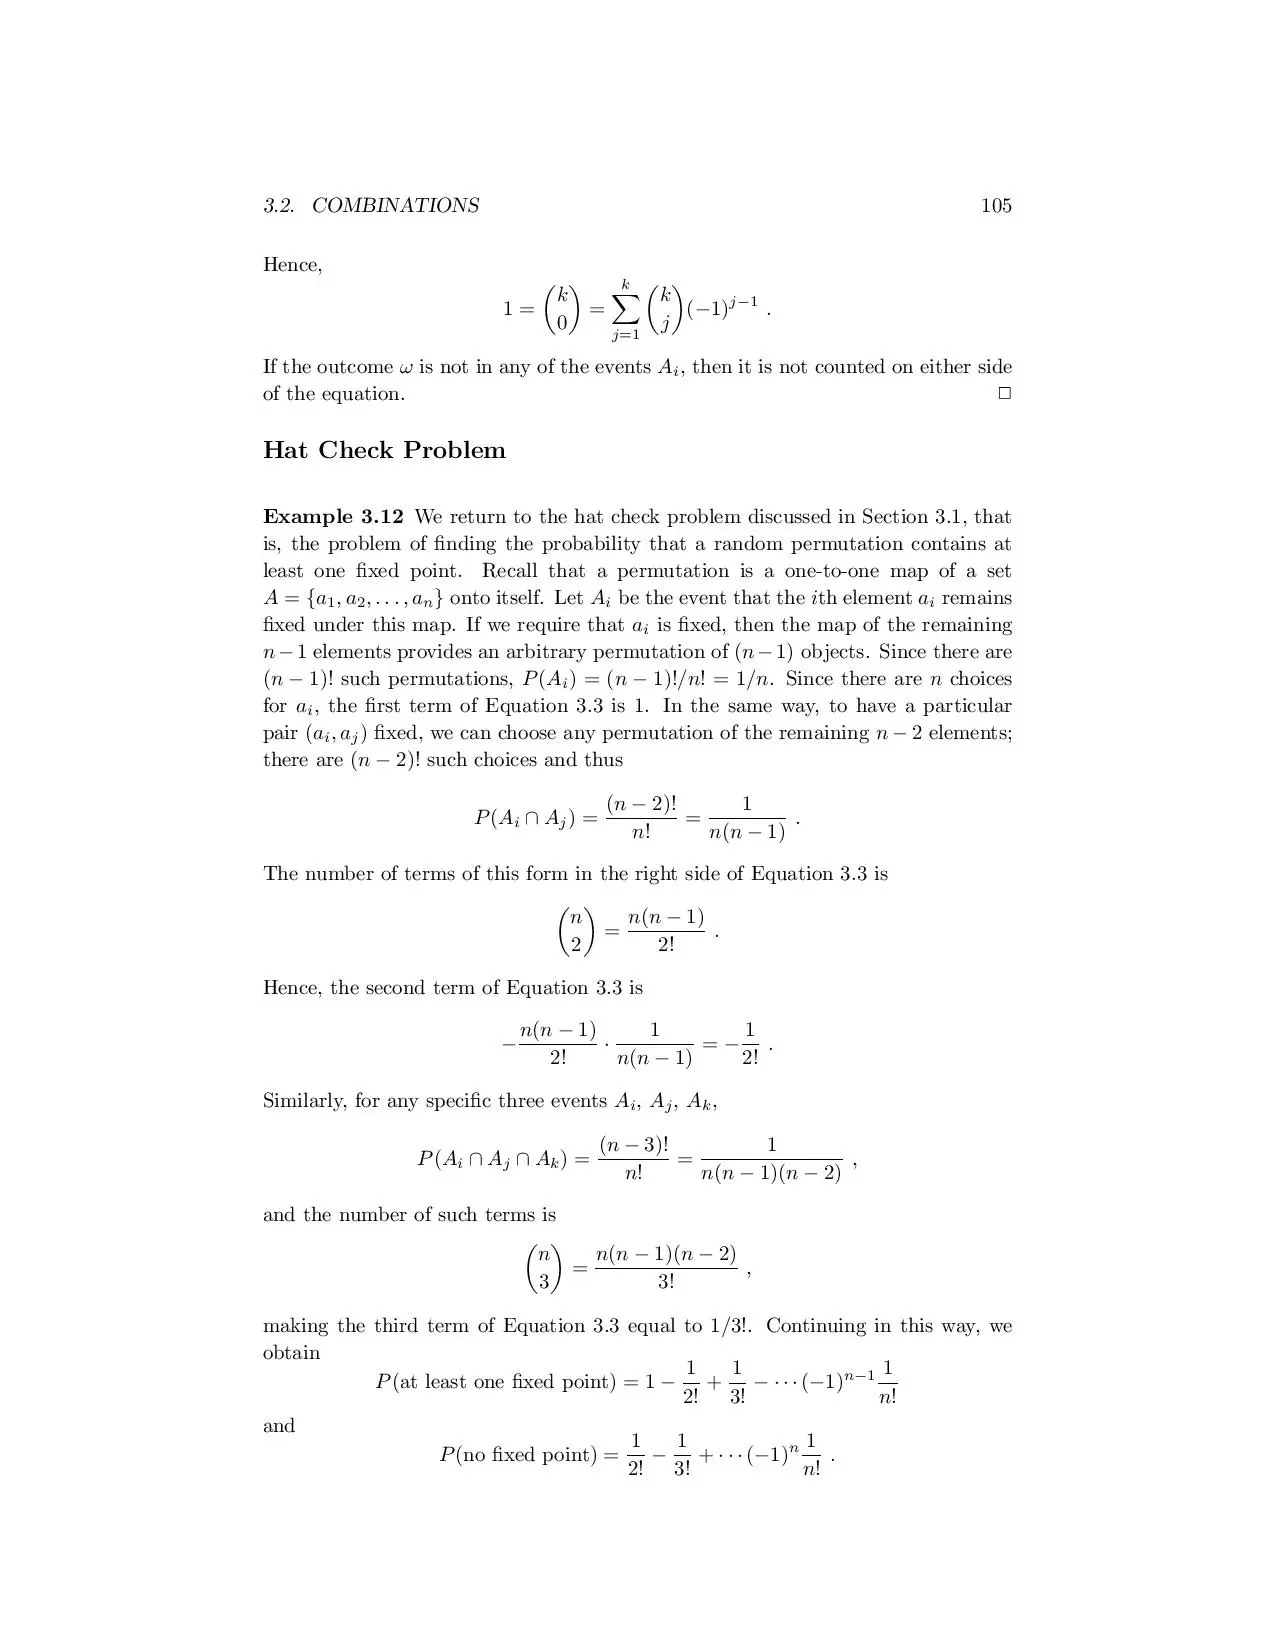 3.2. COMBINATIONS 105
Hence,
1 = \binom{k}{0} = \sum_{j=1}^{k} \binom{k}{j} (-1)^{j-1} .
If the outcome ω is not in any of the events A_i, then it is not counted on either side
of the equation. □
Hat Check Problem
Example 3.12 We return to the hat check problem discussed in Section 3.1, that
is, the problem of finding the probability that a random permutation contains at
least one fixed point. Recall that a permutation is a one-to-one map of a set
A = {a_1, a_2, . . . , a_n} onto itself. Let A_i be the event that the ith element a_i remains
fixed under this map. If we require that a_i is fixed, then the map of the remaining
n − 1 elements provides an arbitrary permutation of (n − 1) objects. Since there are
(n − 1)! such permutations, P(A_i) = (n − 1)!/n! = 1/n. Since there are n choices
for a_i, the first term of Equation 3.3 is 1. In the same way, to have a particular
pair (a_i, a_j) fixed, we can choose any permutation of the remaining n − 2 elements;
there are (n − 2)! such choices and thus
P(A_i ∩ A_j) = \frac{(n − 2)!}{n!} = \frac{1}{n(n − 1)} .
The number of terms of this form in the right side of Equation 3.3 is
\binom{n}{2} = \frac{n(n − 1)}{2!} .
Hence, the second term of Equation 3.3 is
−\frac{n(n − 1)}{2!} · \frac{1}{n(n − 1)} = −\frac{1}{2!} .
Similarly, for any specific three events A_i, A_j, A_k,
P(A_i ∩ A_j ∩ A_k) = \frac{(n − 3)!}{n!} = \frac{1}{n(n − 1)(n − 2)} ,
and the number of such terms is
\binom{n}{3} = \frac{n(n − 1)(n − 2)}{3!} ,
making the third term of Equation 3.3 equal to 1/3!. Continuing in this way, we
obtain
P(at least one fixed point) = 1 − \frac{1}{2!} + \frac{1}{3!} − · · · (−1)^{n−1} \frac{1}{n!}
and
P(no fixed point) = \frac{1}{2!} − \frac{1}{3!} + · · · (−1)^n \frac{1}{n!} .